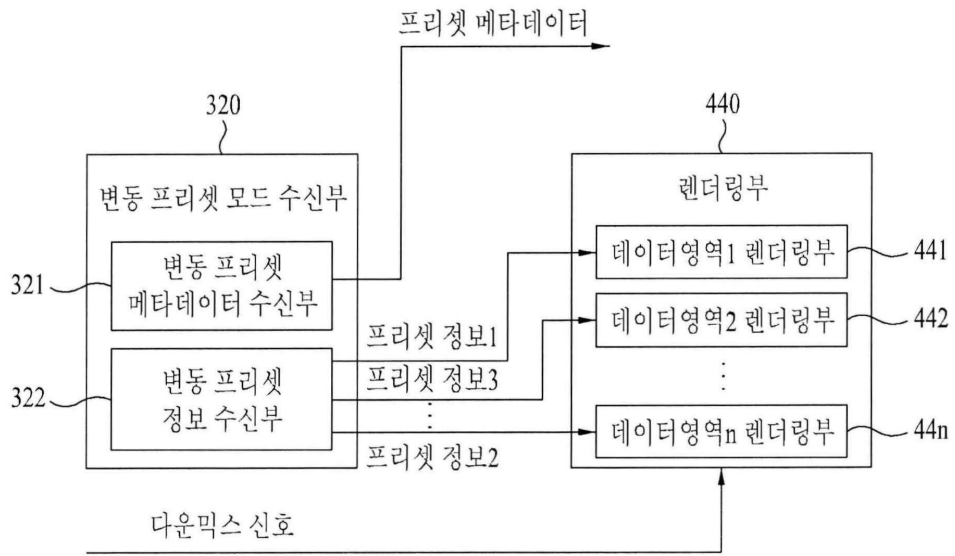 프리셋 메타데이터
320
440
변동 프리셋 모드 수신부
렌더링부
321
변동 프리셋
메타데이터 수신부
데이터영역1 렌더링부
441
프리셋 정보1
데이터영역2 렌더링부
442
322
변동 프리셋
정보 수신부
프리셋 정보3
데이터영역n 렌더링부
44n
프리셋 정보2
다운믹스 신호